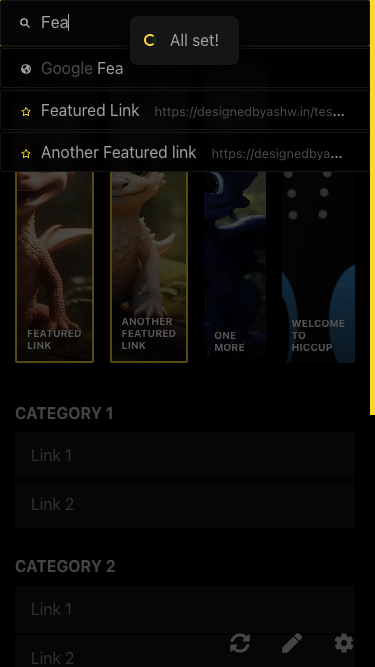 Fea
All set!
Google Fea
Featured Link https://designedbyashw.in/tes...
Another Featured link https://designedbya...
FEATURED
LINK
ANOTHER
FEATURED
LINK
ONE
MORE
WELCOME
TO
HICCUP
CATEGORY 1
Link 1
Link 2
CATEGORY 2
Link 1
Link 2